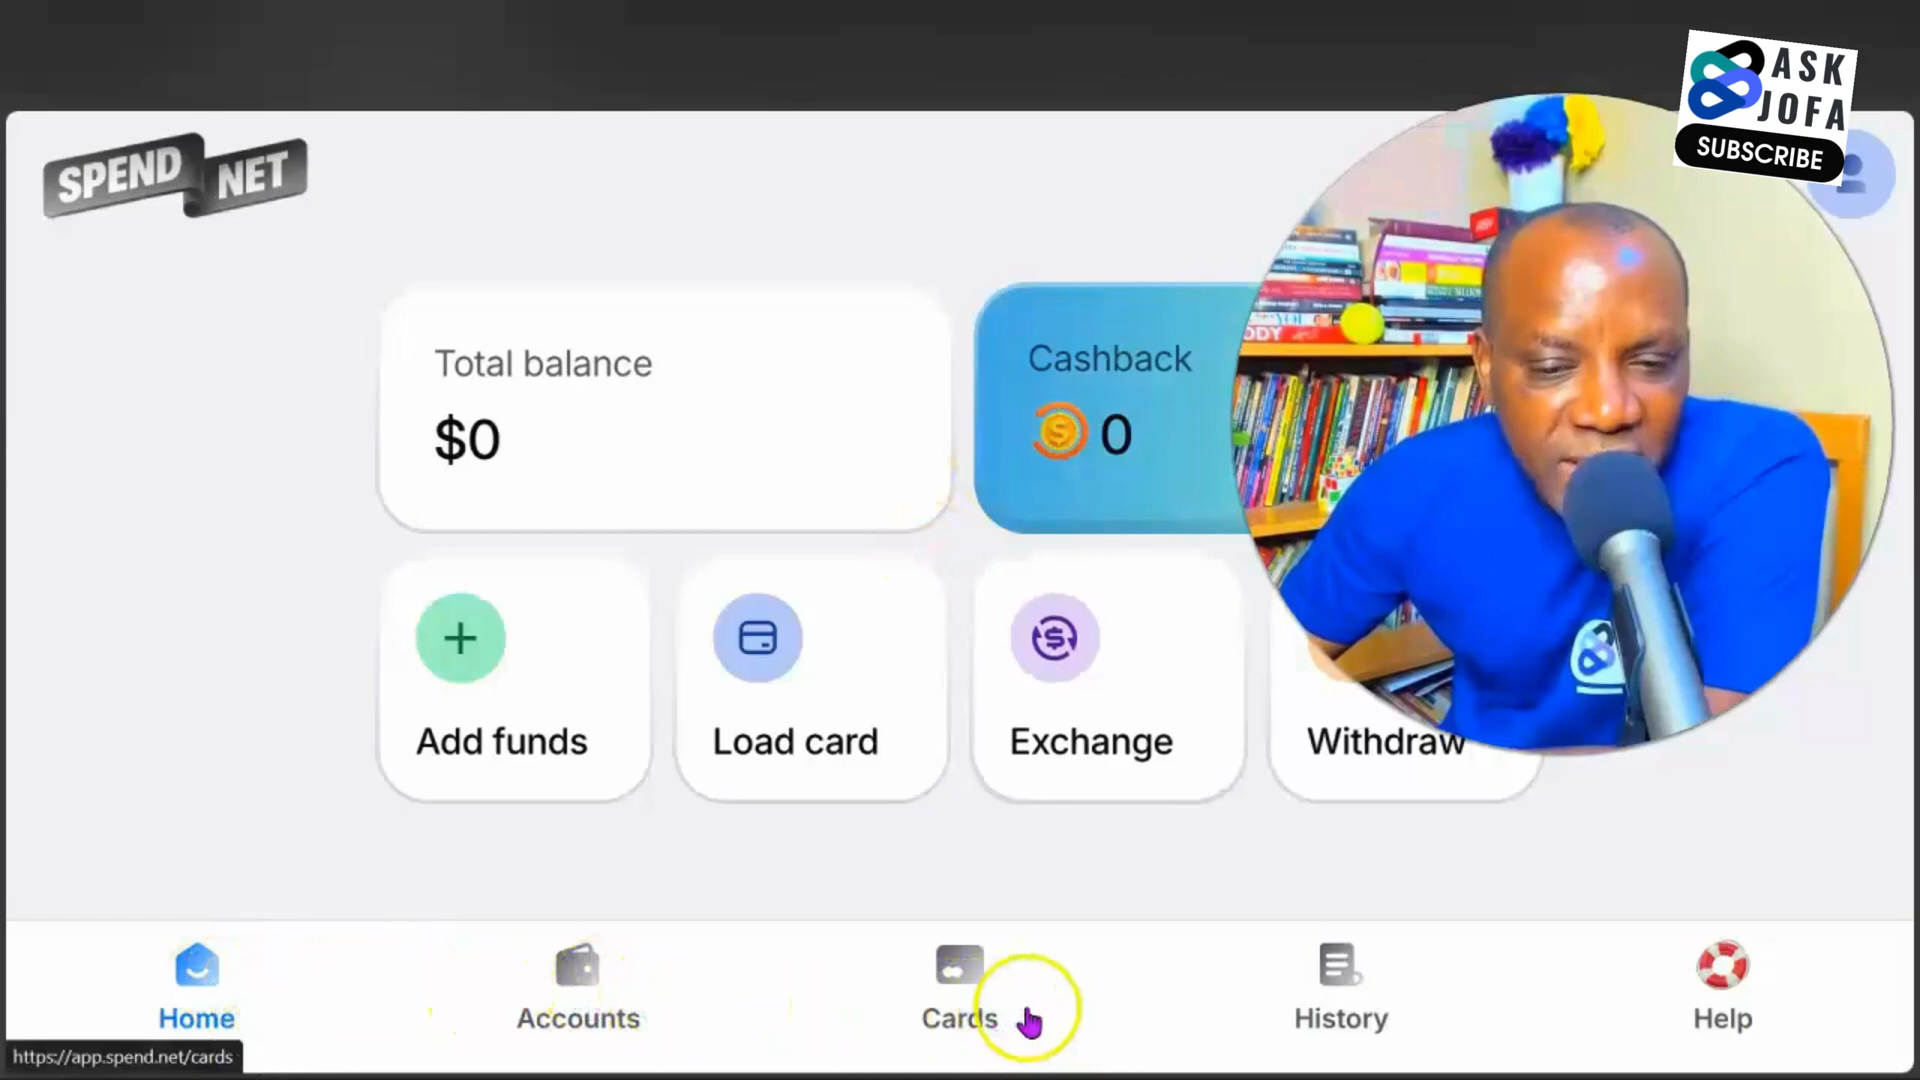 ASK
JOFA
SUBSCRIBE
SPEND NET
Total balance
$0
Cashback
0
Add funds
Load card
Exchange
Withdraw
Home
Accounts
Cards
History
Help
https://app.spend.net/cards